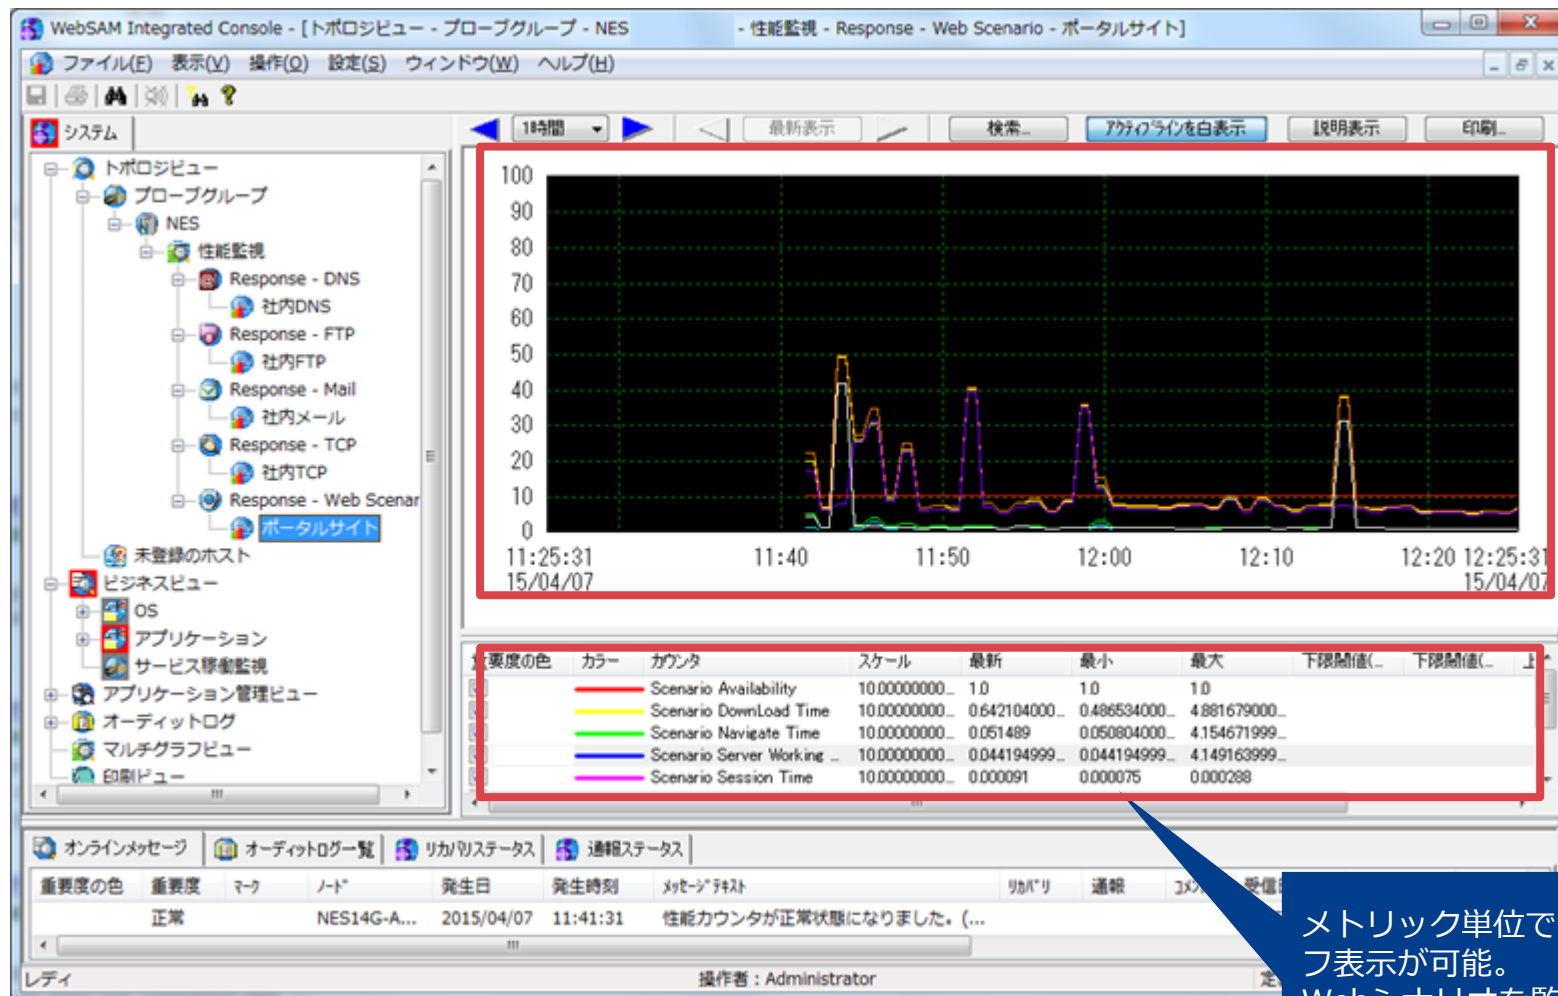 WebSAM Integrated Console - [トポロジビュー - プローブグループ - NES - 性能監視 - Response - Web Scenario - ポータルサイト]
ファイル(F) 表示(V) 操作(O) 設定(S) ウィンドウ(W) ヘルプ(H)
システム
1時間 最新表示 検索... アクティブラインを白表示 説明表示 印刷...
トポロジビュー
プローブグループ
NES
性能監視
Response - DNS
社内DNS
Response - FTP
社内FTP
Response - Mail
社内メール
Response - TCP
社内TCP
Response - Web Scenar
ポータルサイト
未登録のホスト
ビジネスビュー
OS
アプリケーション
サービス稼働監視
アプリケーション管理ビュー
オーディットログ
マルチグラフビュー
印刷ビュー
100
90
80
70
60
50
40
30
20
10
0
11:25:31 11:40 11:50 12:00 12:10 12:20 12:25:31
15/04/07 15/04/07
重要度の色 カラー カウンタ スケール 最新 最小 最大 下限閾値(... 下限閾値(... 上
Scenario Availability 10.00000000... 1.0 1.0 1.0
Scenario DownLoad Time 10.00000000... 0.642104000... 0.486534000... 4.881679000...
Scenario Navigate Time 10.00000000... 0.051489 0.050804000... 4.154671999...
Scenario Server Working ... 10.00000000... 0.044194999... 0.044194999... 4.149163999...
Scenario Session Time 10.00000000... 0.000091 0.000075 0.000288
オンラインメッセージ オーディットログ一覧 リカバリステータス 通報ステータス
重要度の色 重要度 マーク ノード 発生日 発生時刻 メッセージテキスト リカバリ 通報 受信
正常 NES14G-A... 2015/04/07 11:41:31 性能カウンタが正常状態になりました。(...
レディ 操作者 : Administrator
メトリック単位で
フ表示が可能。
Webシナリオを監